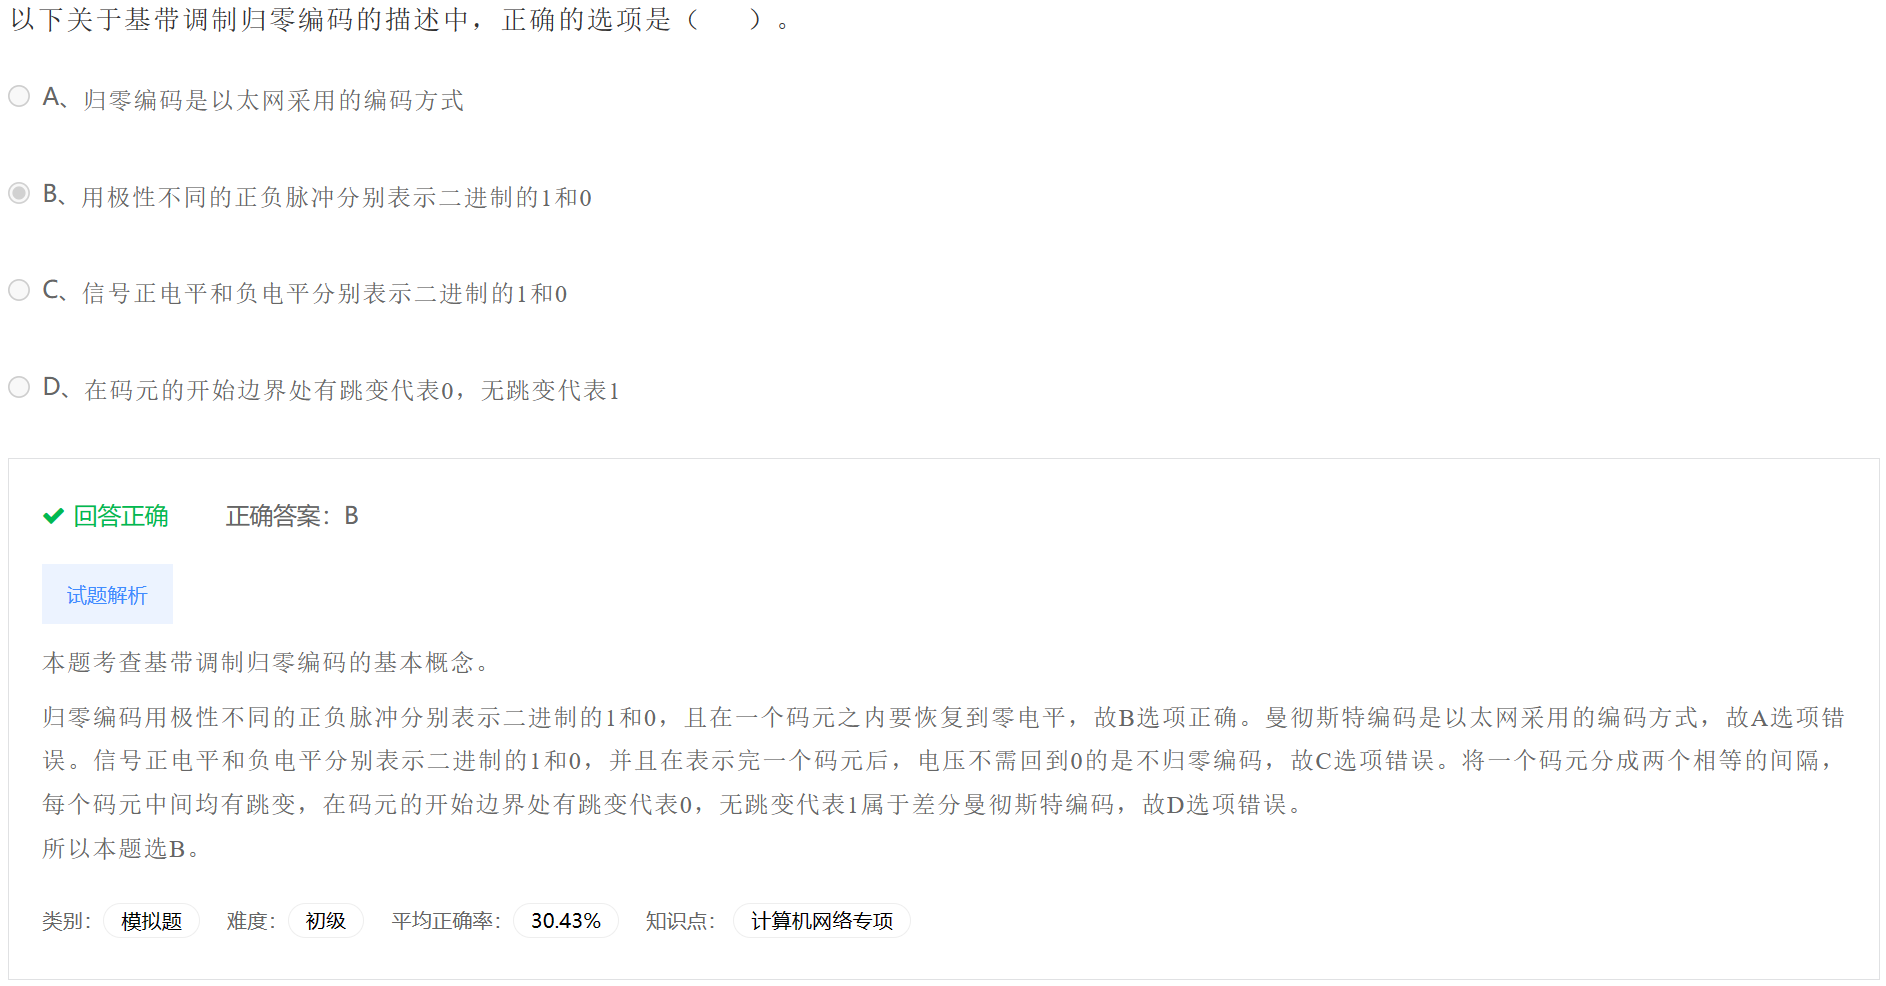 以下关于基带调制归零编码的描述中，正确的选项是（　　）。
A、归零编码是以太网采用的编码方式
B、用极性不同的正负脉冲分别表示二进制的1和0
C、信号正电平和负电平分别表示二进制的1和0
D、在码元的开始边界处有跳变代表0，无跳变代表1
回答正确 正确答案：B
试题解析
本题考查基带调制归零编码的基本概念。
归零编码用极性不同的正负脉冲分别表示二进制的1和0，且在一个码元之内要恢复到零电平，故B选项正确。曼彻斯特编码是以太网采用的编码方式，故A选项错
误。信号正电平和负电平分别表示二进制的1和0，并且在表示完一个码元后，电压不需回到0的是不归零编码，故C选项错误。将一个码元分成两个相等的间隔，
每个码元中间均有跳变，在码元的开始边界处有跳变代表0，无跳变代表1属于差分曼彻斯特编码，故D选项错误。
所以本题选B。
类别： 模拟题 难度： 初级 平均正确率： 30.43% 知识点： 计算机网络专项